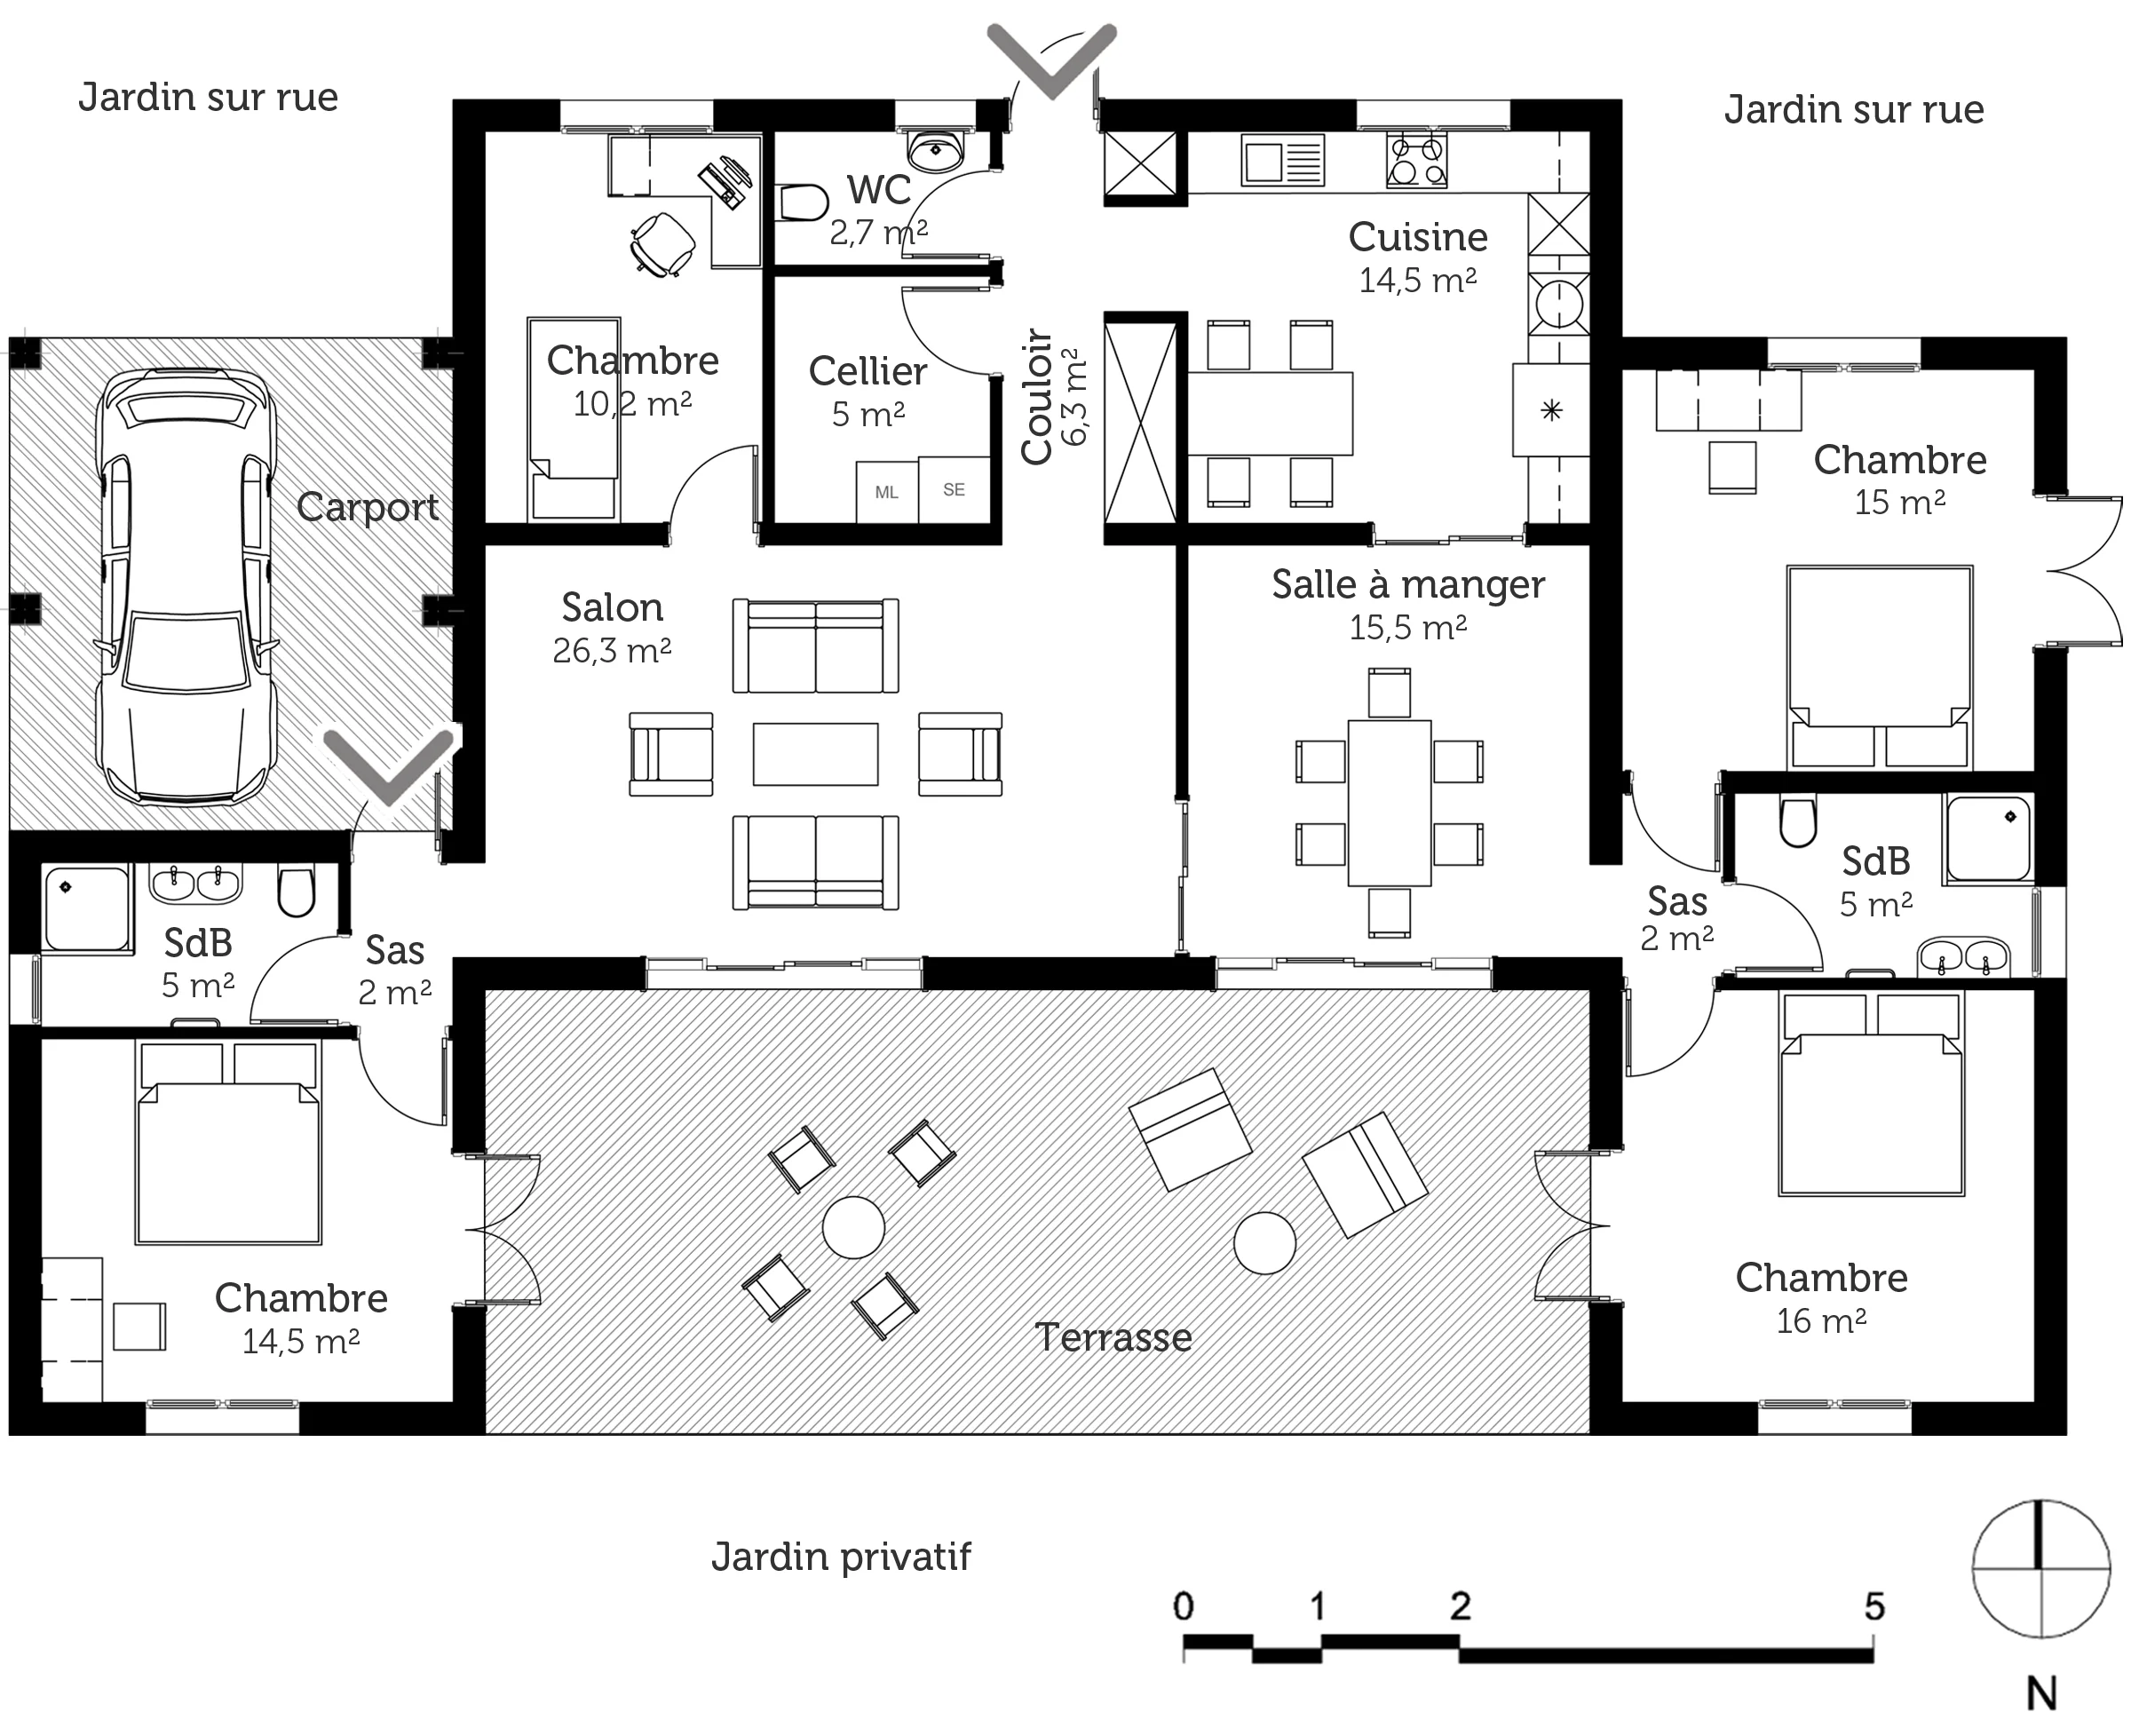 Jardin sur rue
Jardin sur rue
WC
2,7 m²
Cuisine
14,5 m²
Chambre
10,2 m²
Cellier
5 m²
Couloir
6,3 m²
ML
SE
Carport
Chambre
15 m²
Salon
26,3 m²
Salle à manger
15,5 m²
SdB
5 m²
Sas
2 m²
Sas
2 m²
SdB
5 m²
Chambre
14,5 m²
Terrasse
Chambre
16 m²
Jardin privatif
0 1 2 5
N